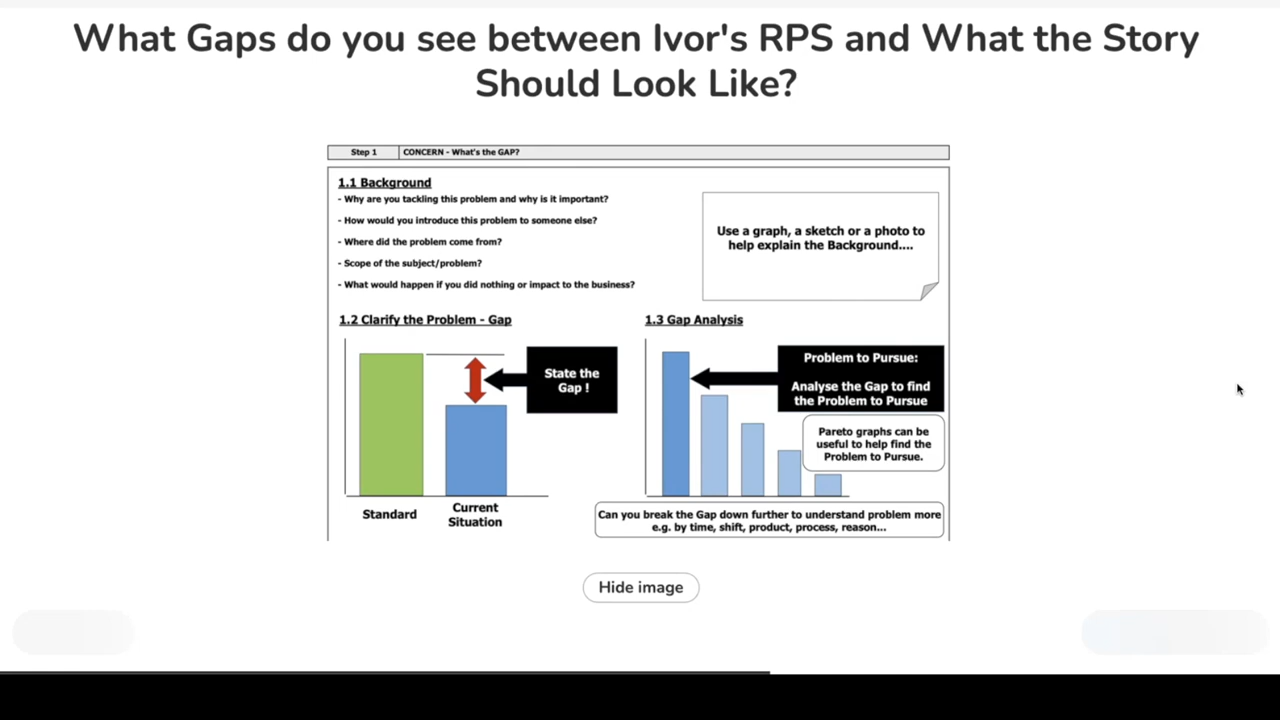 What Gaps do you see between Ivor's RPS and What the Story
Should Look Like?
Step 1
CONCERN - What's the GAP?
1.1 Background
- Why are you tackling this problem and why is it important?
- How would you introduce this problem to someone else?
- Where did the problem come from?
- Scope of the subject/problem?
- What would happen if you did nothing or impact to the business?
Use a graph, a sketch or a photo to
help explain the Background....
1.2 Clarify the Problem - Gap
State the
Gap !
Standard
Current
Situation
1.3 Gap Analysis
Problem to Pursue:
Analyse the Gap to find
the Problem to Pursue
Pareto graphs can be
useful to help find the
Problem to Pursue.
Can you break the Gap down further to understand problem more
e.g. by time, shift, product, process, reason...
Hide image